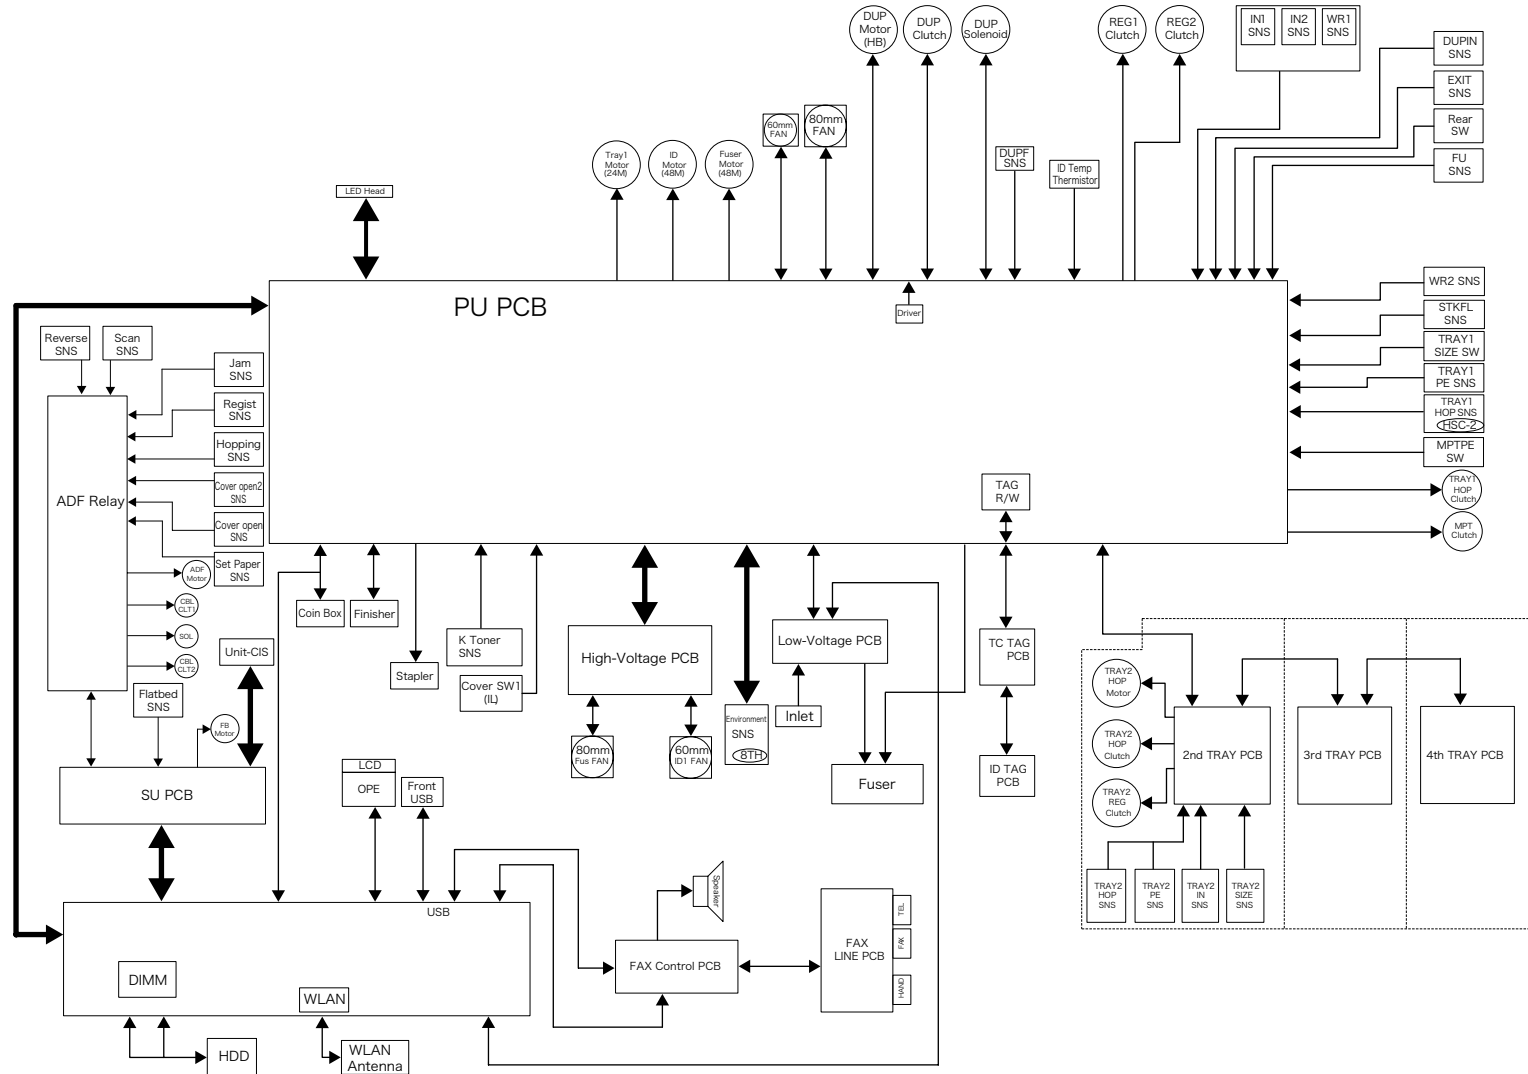 DUP
Motor
(HB)
DUP
Clutch
DUP
Solenoid
REG1
Clutch
REG2
Clutch
IN1
SNS
IN2
SNS
WR1
SNS
DUPIN
SNS
EXIT
SNS
Rear
SW
FU
SNS
60mm
FAN
80mm
FAN
Tray1
Motor
(24M)
ID
Motor
(48M)
Fuser
Motor
(48M)
DUPF
SNS
ID Temp
Thermistor
LED Head
PU PCB
Driver
WR2 SNS
STKFL
SNS
TRAY1
SIZE SW
TRAY1
PE SNS
TRAY1
HOP SNS
HSC-2
MPTPE
SW
TRAY1
HOP
Clutch
MPT
Clutch
Reverse
SNS
Scan
SNS
Jam
SNS
Regist
SNS
Hopping
SNS
Cover open2
SNS
Cover open
SNS
Set Paper
SNS
ADF Relay
ADF
Motor
CBL
CLT1
SOL
CBL
CLT2
Unit-CIS
Flatbed
SNS
FB
Motor
SU PCB
TAG
R/W
Coin Box
Finisher
Stapler
K Toner
SNS
Cover SW1
(IL)
High-Voltage PCB
80mm
Fus FAN
60mm
ID1 FAN
Environment
SNS
8TH
Low-Voltage PCB
Inlet
Fuser
TC TAG
PCB
ID TAG
PCB
TRAY2
HOP
Motor
TRAY2
HOP
Clutch
TRAY2
REG
Clutch
2nd TRAY PCB
3rd TRAY PCB
4th TRAY PCB
TRAY2
HOP
SNS
TRAY2
PE
SNS
TRAY2
IN
SNS
TRAY2
SIZE
SNS
LCD
OPE
Front
USB
USB
DIMM
WLAN
HDD
WLAN
Antenna
Speaker
FAX Control PCB
FAX
LINE PCB
TEL
FAX
HAND